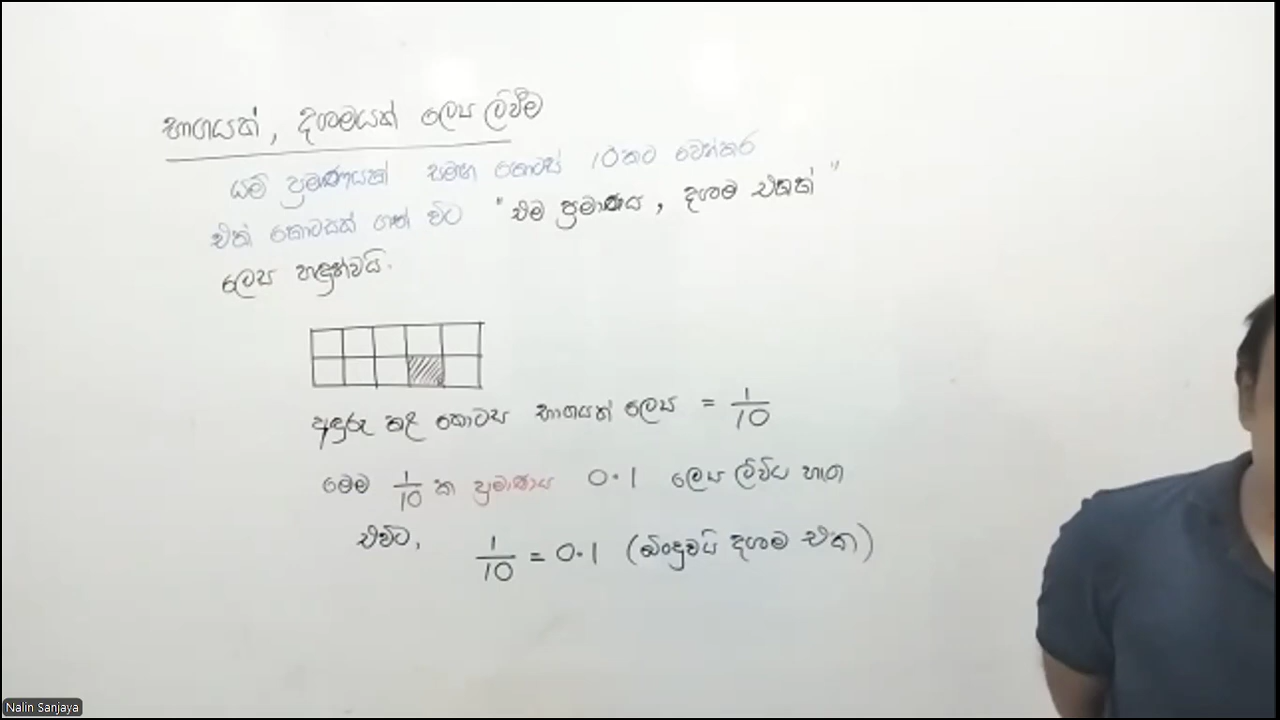 භාගයක්, දශමයක් ලෙස ලිවීම
යම් ප්‍රමාණයක් සමාන කොටස් 10කට වෙන්කර
එක් කොටසක් ගත් විට "එම ප්‍රමාණය, දශම එකක්"
ලෙස හඳුන්වයි.
අඳුරු කළ කොටස භාගයක් ලෙස = 1/10
මෙම 1/10 ක ප්‍රමාණය 0.1 ලෙස ලිවිය හැක
එවිට, 1/10 = 0.1 (බිංදුවයි දශම එක)
Nalin Sanjaya